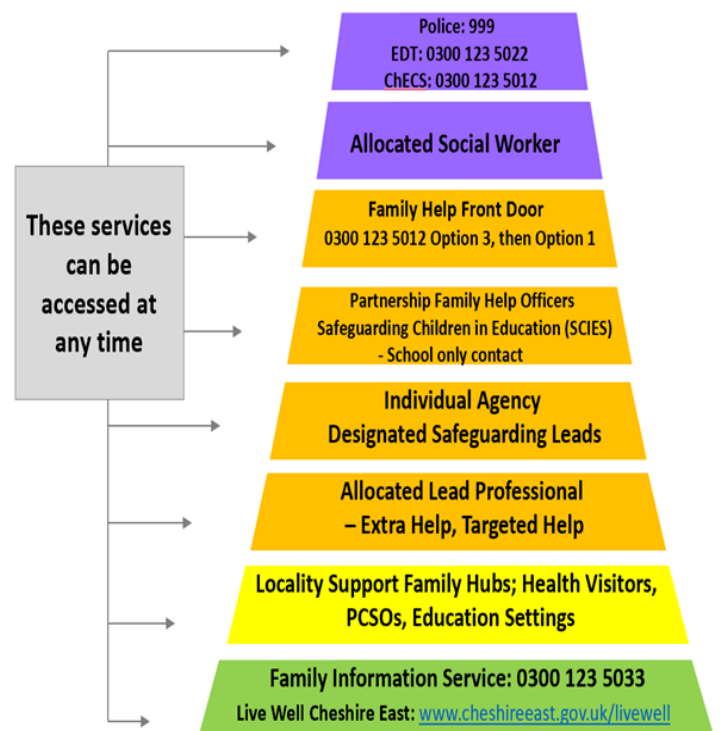 Police: 999
EDT: 0300 123 5022
ChECS: 0300 123 5012
Allocated Social Worker
These services
can be
accessed at
any time
Family Help Front Door
0300 123 5012 Option 3, then Option 1
Partnership Family Help Officers
Safeguarding Children in Education (SCIES)
- School only contact
Individual Agency
Designated Safeguarding Leads
Allocated Lead Professional
– Extra Help, Targeted Help
Locality Support Family Hubs; Health Visitors,
PCSOs, Education Settings
Family Information Service: 0300 123 5033
Live Well Cheshire East: www.cheshireeast.gov.uk/livewell